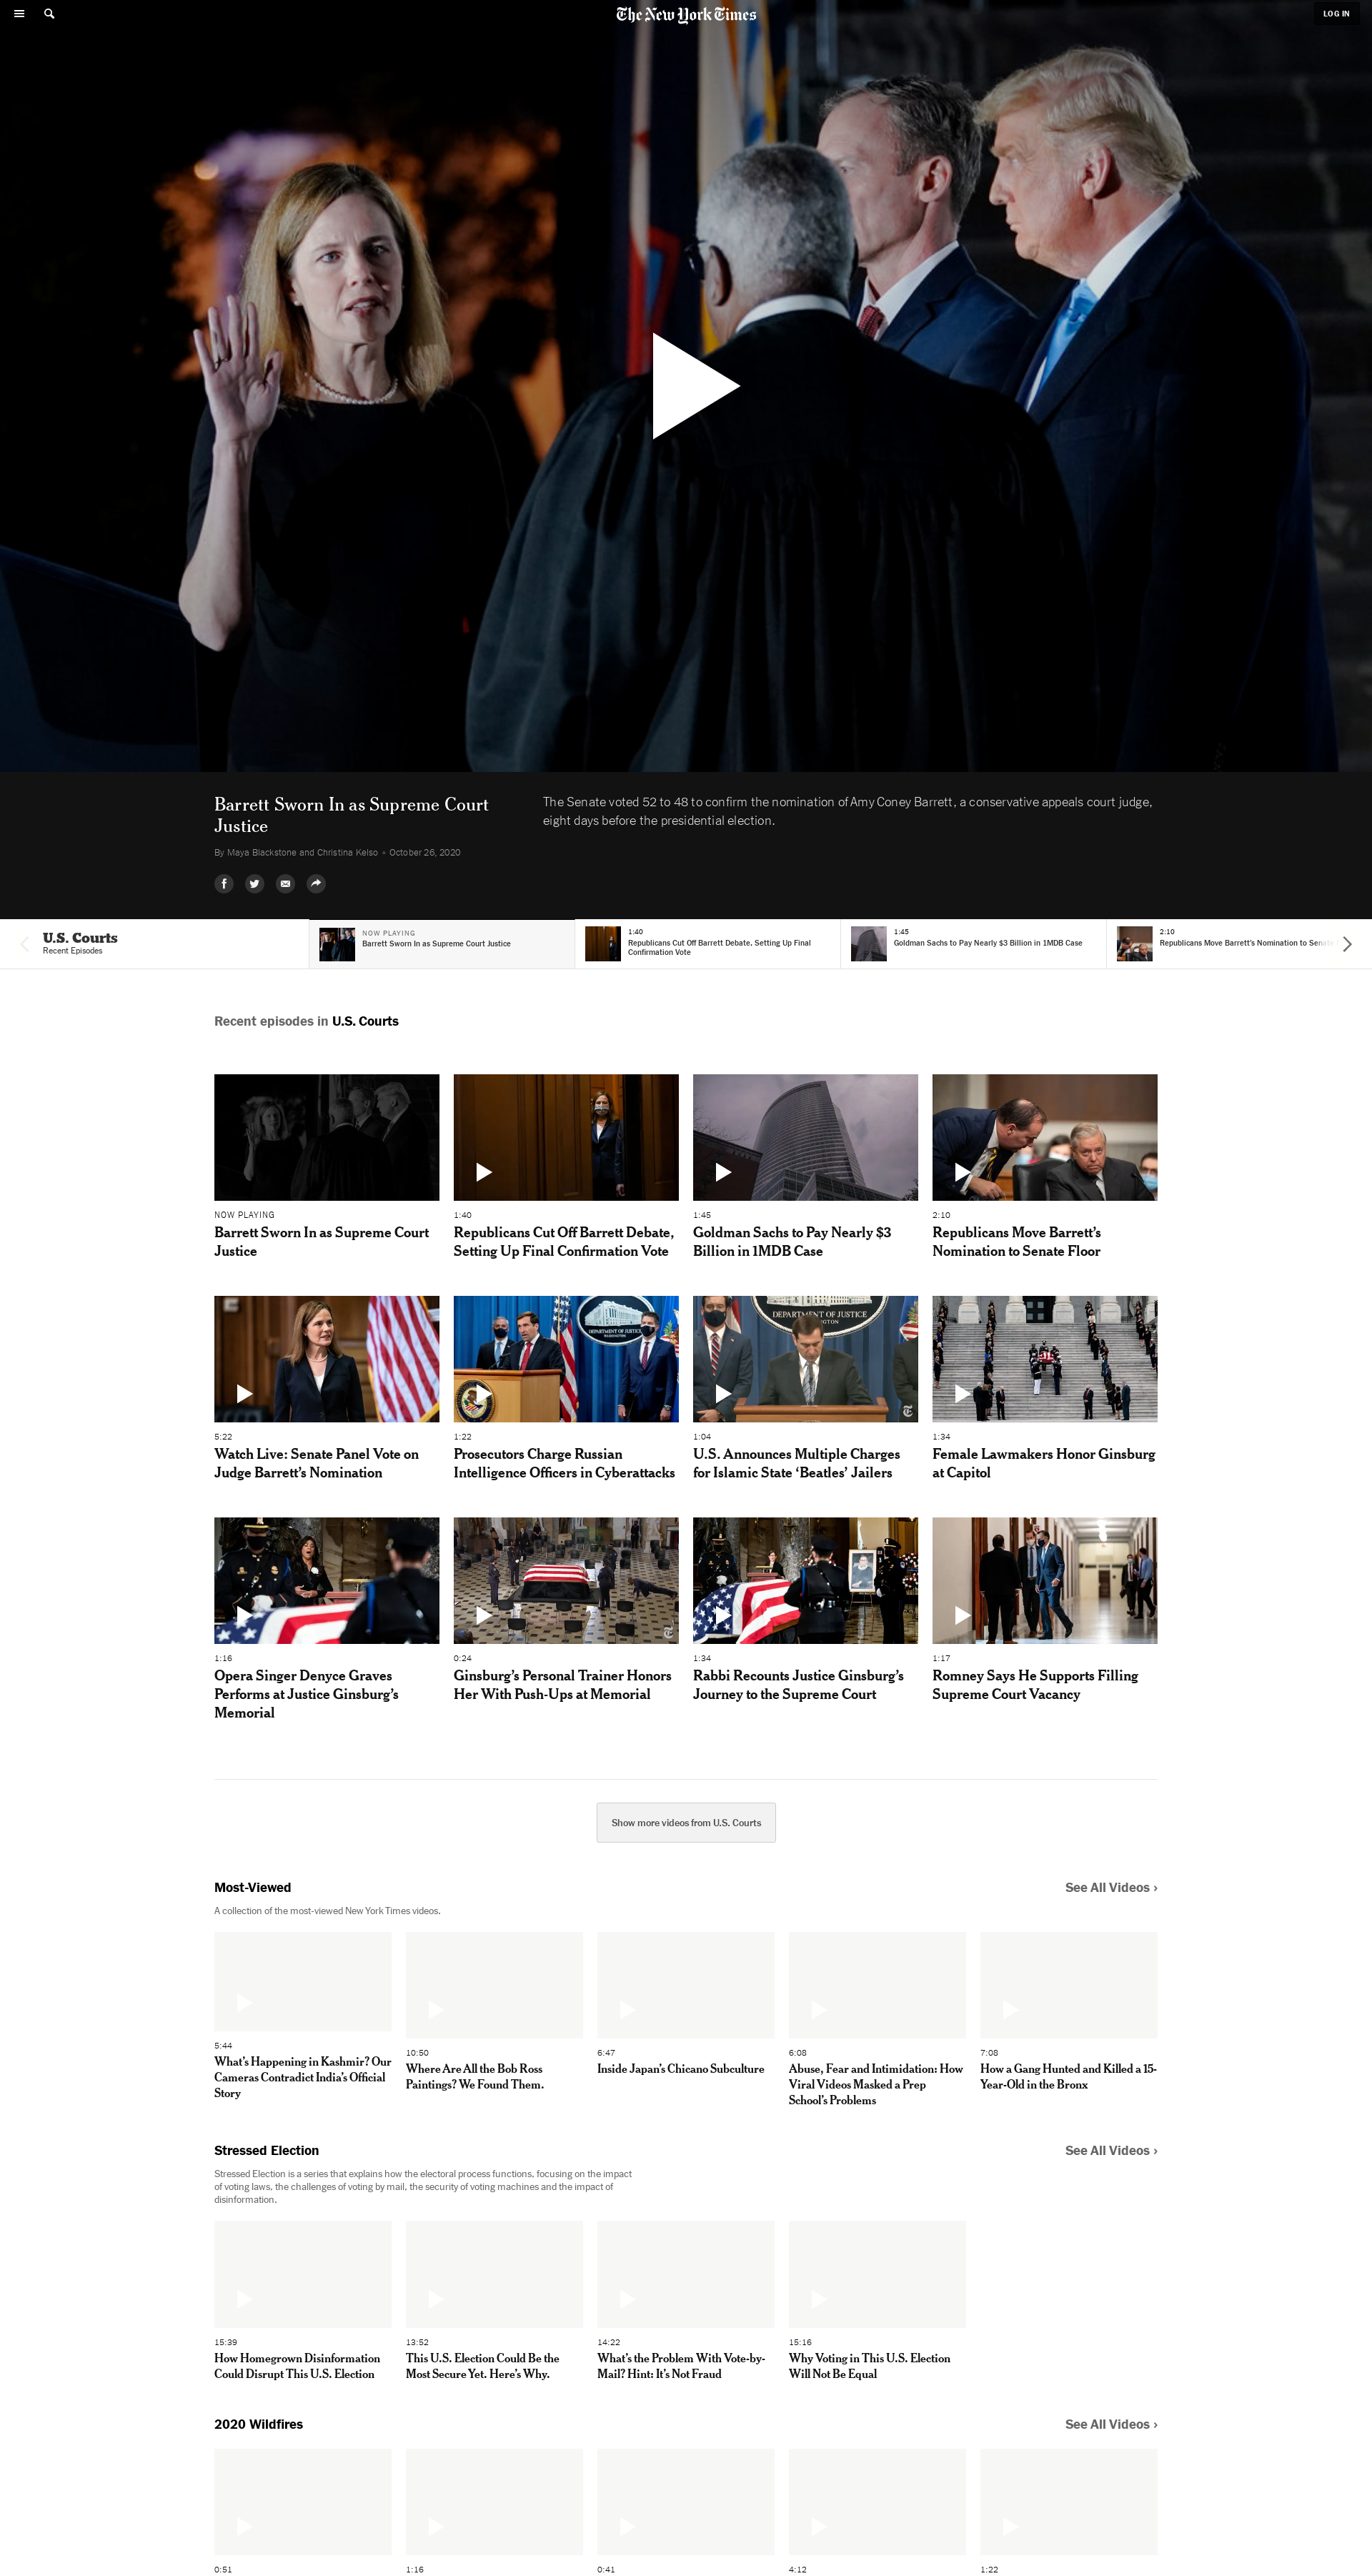 The New York Times
LOG IN
Barrett Sworn In as Supreme Court
Justice
By Maya Blackstone and Christina Kelso • October 26, 2020
The Senate voted 52 to 48 to confirm the nomination of Amy Coney Barrett, a conservative appeals court judge,
eight days before the presidential election.
U.S. Courts
Recent Episodes
NOW PLAYING
Barrett Sworn In as Supreme Court Justice
1:40
Republicans Cut Off Barrett Debate, Setting Up Final
Confirmation Vote
1:45
Goldman Sachs to Pay Nearly $3 Billion in 1MDB Case
2:10
Republicans Move Barrett's Nomination to Senate
Recent episodes in U.S. Courts
NOW PLAYING
Barrett Sworn In as Supreme Court
Justice
1:40
Republicans Cut Off Barrett Debate,
Setting Up Final Confirmation Vote
1:45
Goldman Sachs to Pay Nearly $3
Billion in 1MDB Case
2:10
Republicans Move Barrett's
Nomination to Senate Floor
DEPARTMENT OF JUSTICE
WASHINGTON
DEPARTMENT OF JUSTICE
5:22
Watch Live: Senate Panel Vote on
Judge Barrett's Nomination
1:22
Prosecutors Charge Russian
Intelligence Officers in Cyberattacks
1:04
U.S. Announces Multiple Charges
for Islamic State 'Beatles' Jailers
1:34
Female Lawmakers Honor Ginsburg
at Capitol
1:16
Opera Singer Denyce Graves
Performs at Justice Ginsburg's
Memorial
0:24
Ginsburg's Personal Trainer Honors
Her With Push-Ups at Memorial
1:34
Rabbi Recounts Justice Ginsburg's
Journey to the Supreme Court
1:17
Romney Says He Supports Filling
Supreme Court Vacancy
Show more videos from U.S. Courts
Most-Viewed
See All Videos ›
A collection of the most-viewed New York Times videos.
5:44
What's Happening in Kashmir? Our
Cameras Contradict India's Official
Story
10:50
Where Are All the Bob Ross
Paintings? We Found Them.
6:47
Inside Japan's Chicano Subculture
6:08
Abuse, Fear and Intimidation: How
Viral Videos Masked a Prep
School's Problems
7:08
How a Gang Hunted and Killed a 15-
Year-Old in the Bronx
Stressed Election
See All Videos ›
Stressed Election is a series that explains how the electoral process functions, focusing on the impact
of voting laws, the challenges of voting by mail, the security of voting machines and the impact of
disinformation.
15:39
How Homegrown Disinformation
Could Disrupt This U.S. Election
13:52
This U.S. Election Could Be the
Most Secure Yet. Here's Why.
14:22
What's the Problem With Vote-by-
Mail? Hint: It's Not Fraud
15:16
Why Voting in This U.S. Election
Will Not Be Equal
2020 Wildfires
See All Videos ›
0:51
1:16
0:41
4:12
1:22